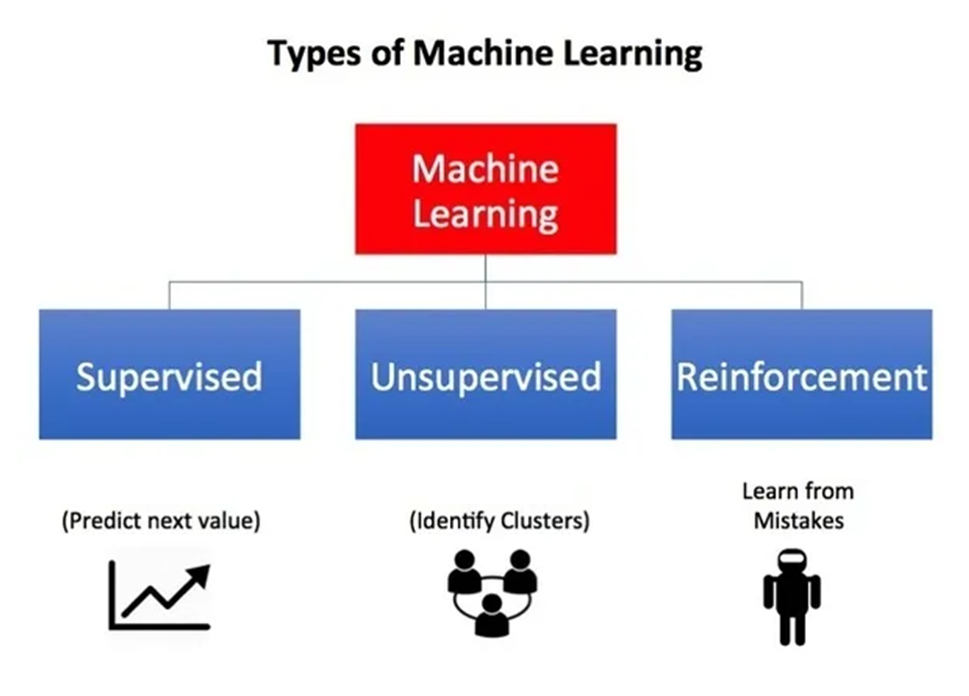 Types of Machine Learning
Machine
Learning
Supervised
Unsupervised
Reinforcement
(Predict next value)
(Identify Clusters)
Learn from
Mistakes